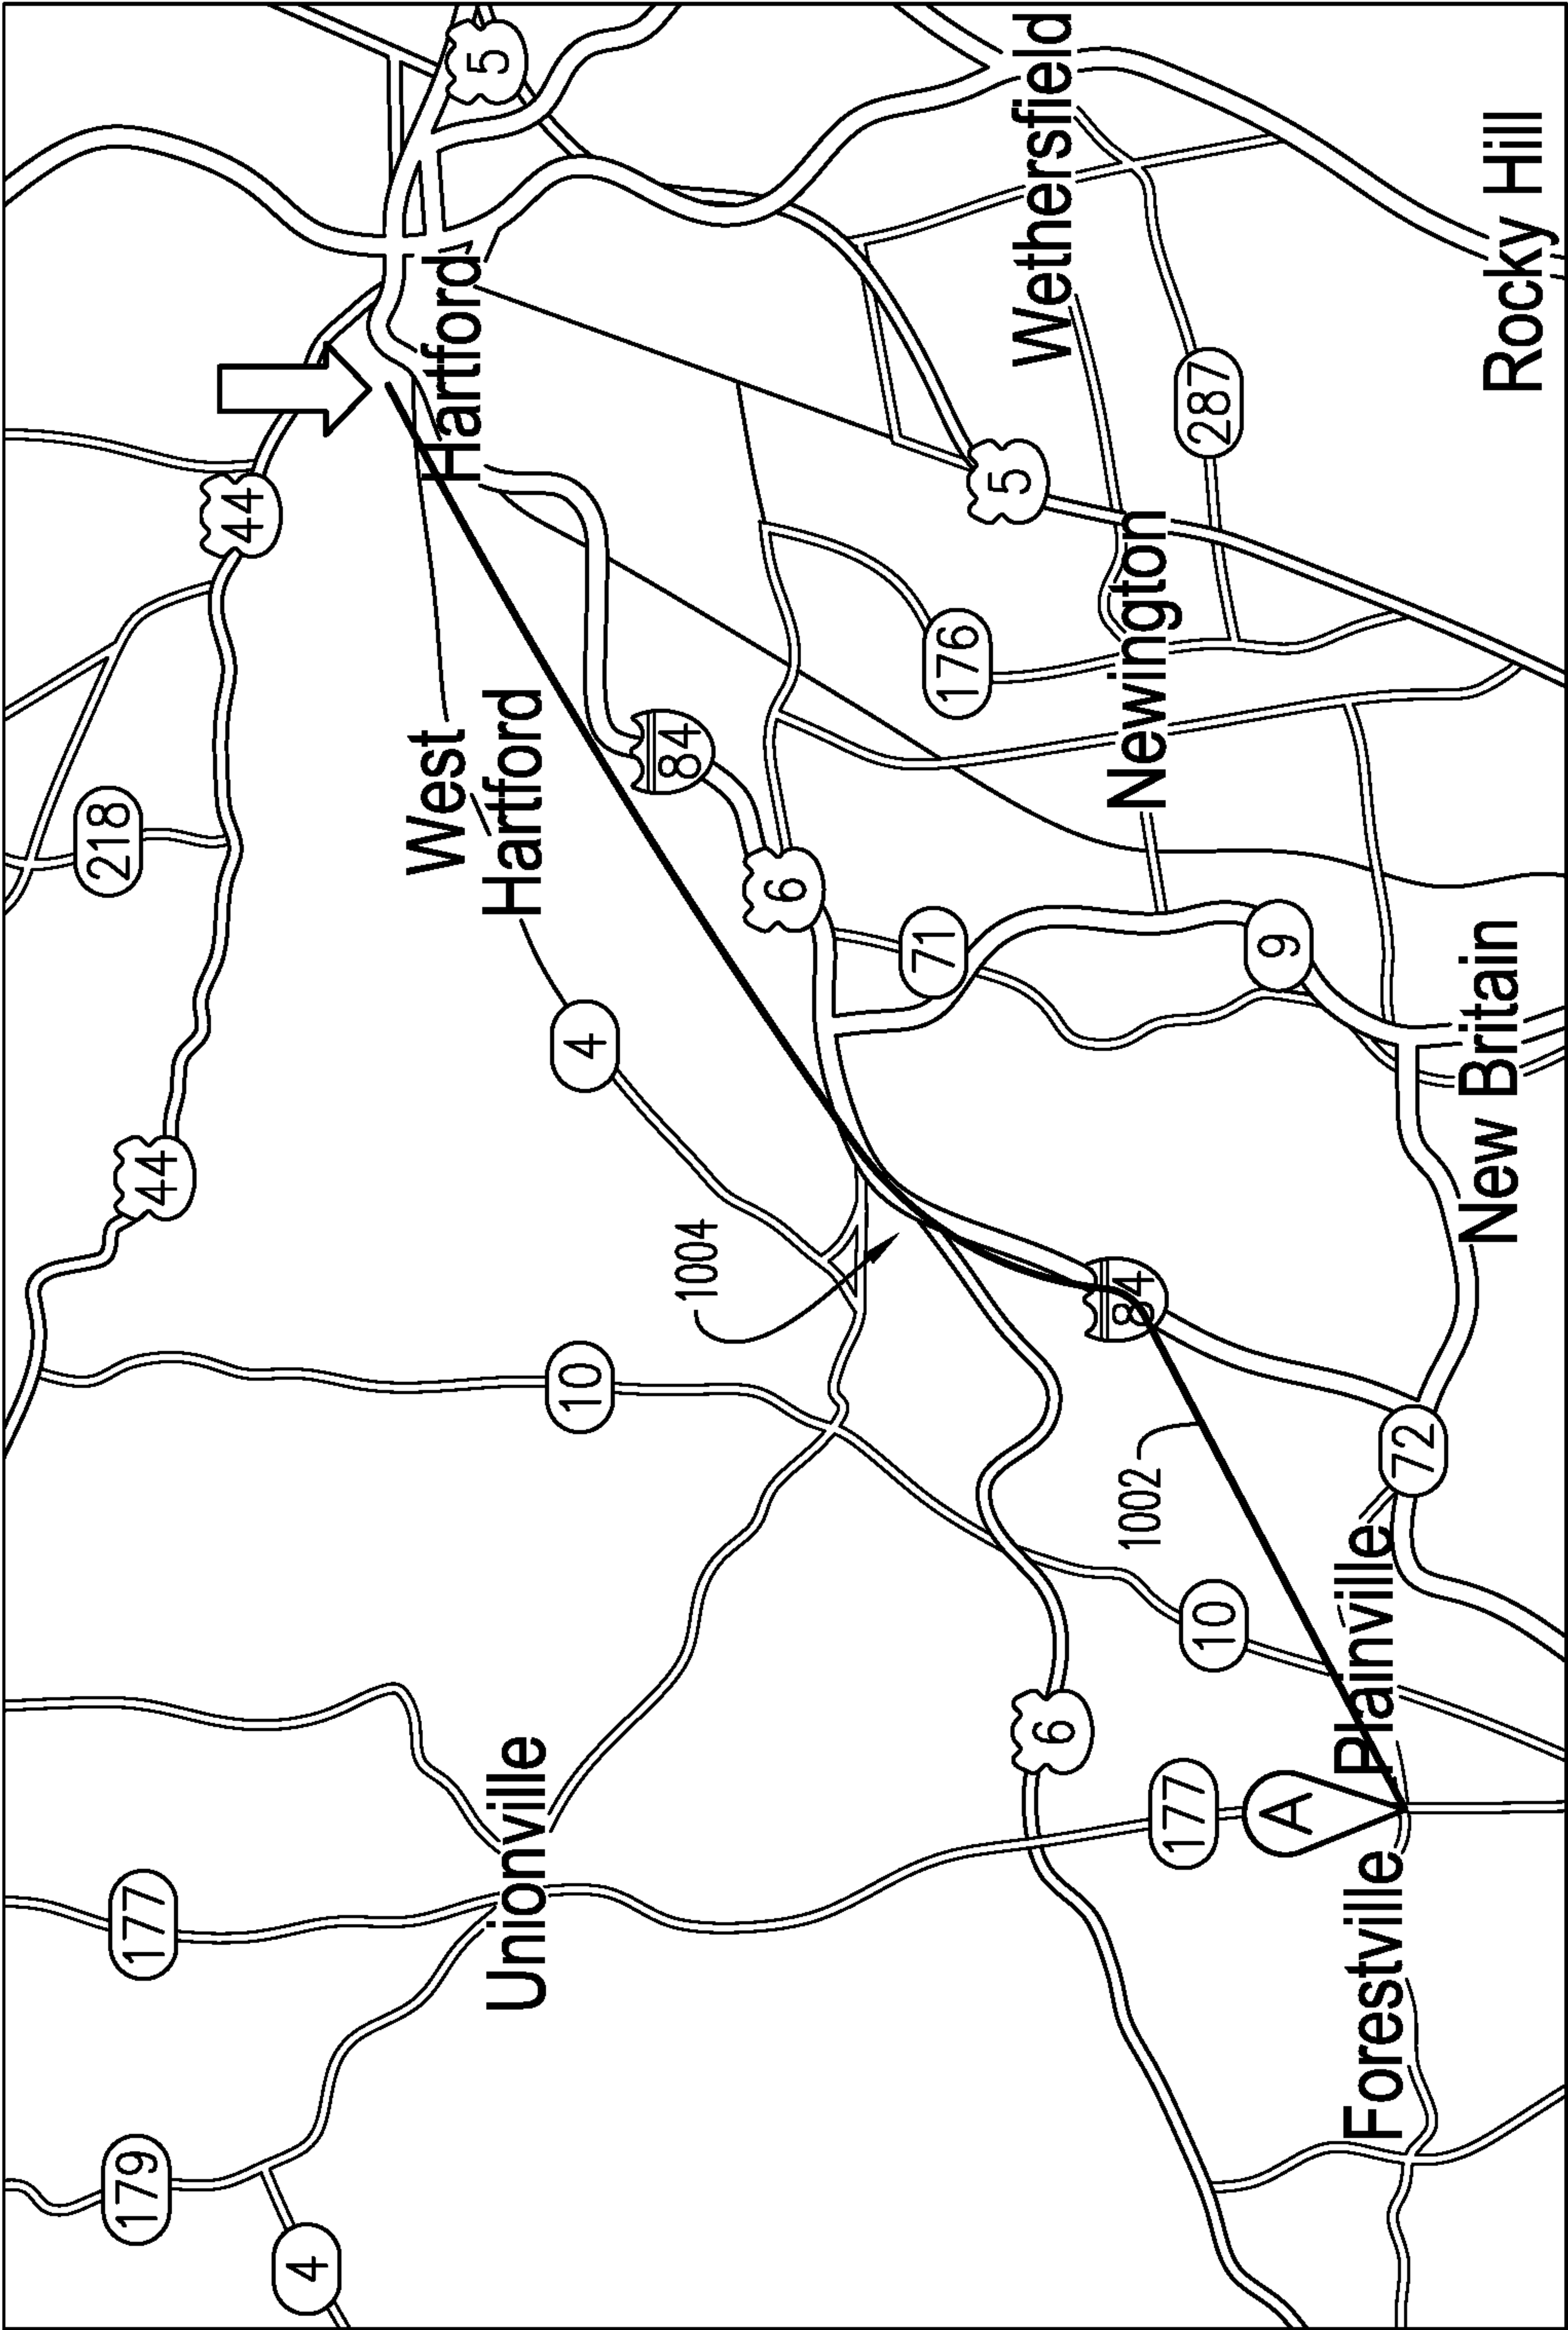 218
179
177
44
44
4
West
Hartford
Hartford
5
Unionville
10
4
84
1004
6
71
176
5
Wethersfield
6
84
1002
Newington
177
10
287
A
9
Forestville
Plainville
72
New Britain
Rocky Hill